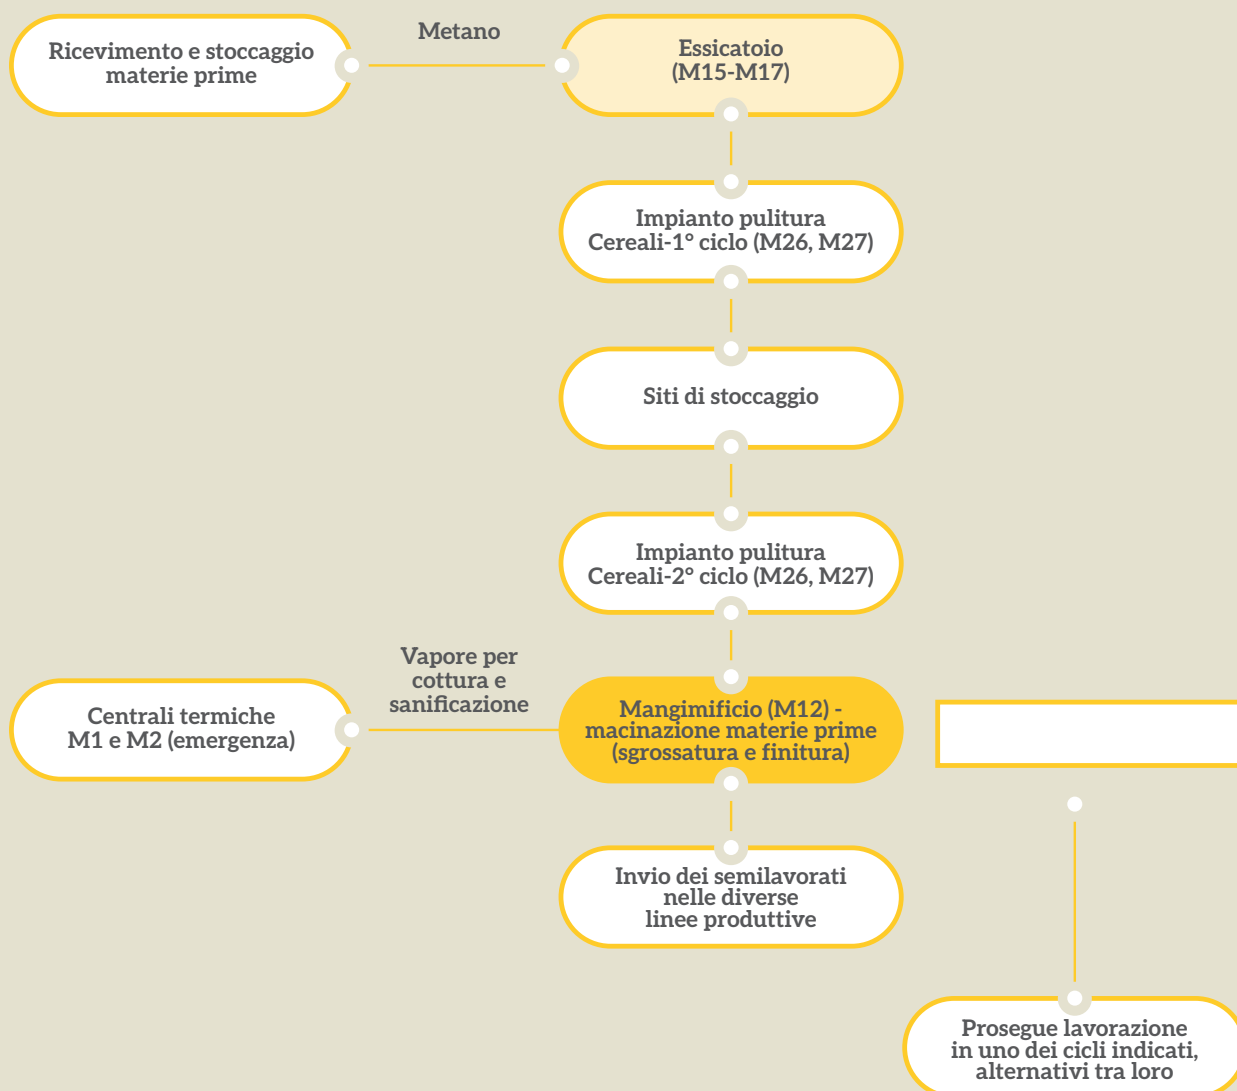 Ricevimento e stoccaggio
materie prime
Metano
Essicatoio
(M15-M17)
Impianto pulitura
Cereali-1° ciclo (M26, M27)
Siti di stoccaggio
Impianto pulitura
Cereali-2° ciclo (M26, M27)
Centrali termiche
M1 e M2 (emergenza)
Vapore per
cottura e
sanificazione
Mangimificio (M12) -
macinazione materie prime
(sgrossatura e finitura)
Invio dei semilavorati
nelle diverse
linee produttive
Prosegue lavorazione
in uno dei cicli indicati,
alternativi tra loro